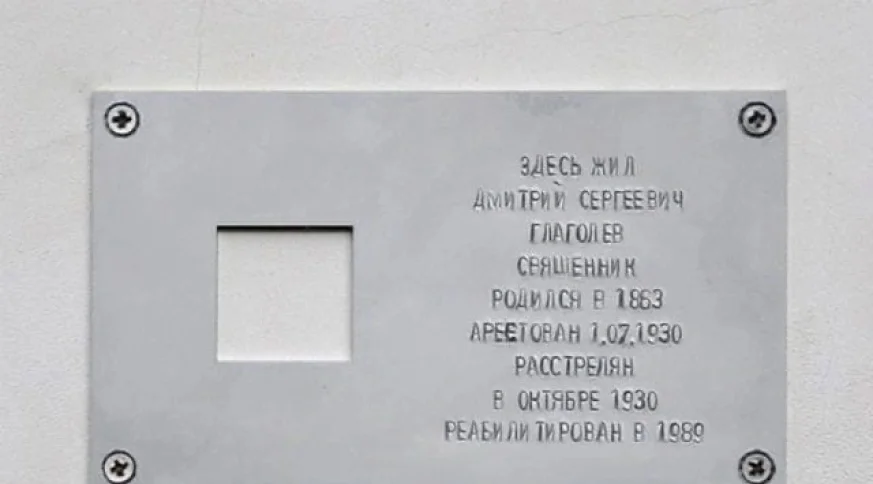 ЗДЕСЬ ЖИЛ
ДМИТРИЙ СЕРГЕЕВИЧ
ГЛАГОЛЕВ
СВЯЩЕННИК
РОДИЛСЯ В 1863
АРЕСТОВАН 1.07.1930
РАССТРЕЛЯН
В ОКТЯБРЕ 1930
РЕАБИЛИТИРОВАН В 1989